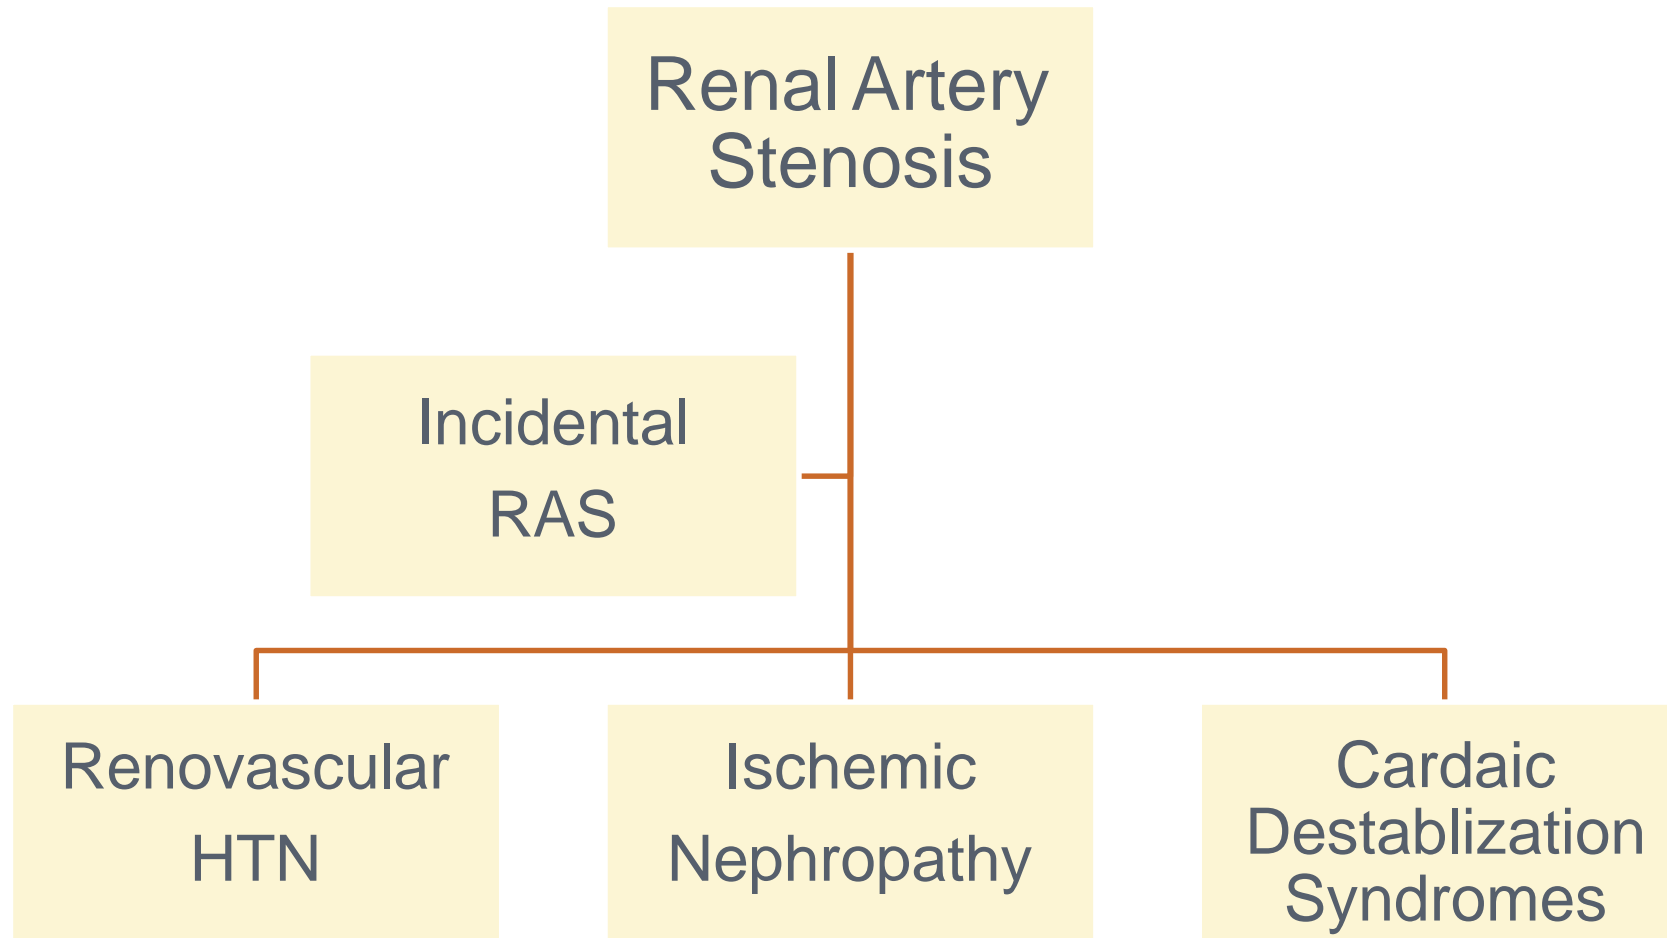 Renal Artery
Stenosis
Incidental
RAS
Renovascular
HTN
Ischemic
Nephropathy
Cardaic
Destablization
Syndromes